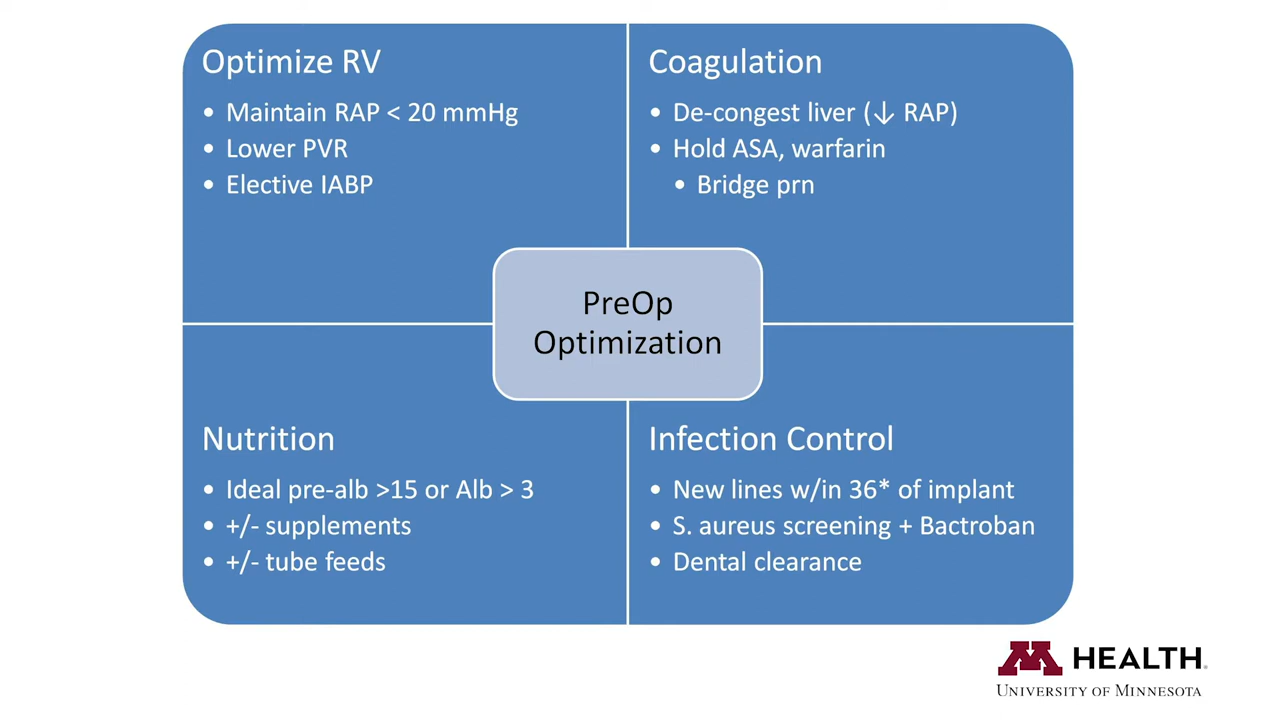 Optimize RV
• Maintain RAP < 20 mmHg
• Lower PVR
• Elective IABP
Coagulation
• De-congest liver (↓ RAP)
• Hold ASA, warfarin
• Bridge prn
PreOp
Optimization
Nutrition
• Ideal pre-alb >15 or Alb > 3
• +/- supplements
• +/- tube feeds
Infection Control
• New lines w/in 36* of implant
• S. aureus screening + Bactroban
• Dental clearance
M HEALTH
UNIVERSITY OF MINNESOTA